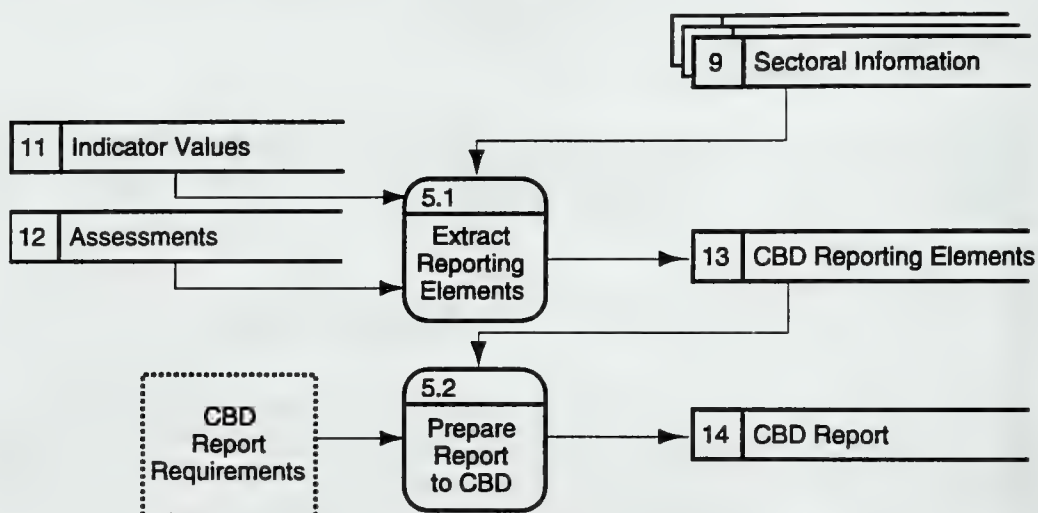 9 Sectoral Information
11 Indicator Values
12 Assessments
5.1
Extract
Reporting
Elements
13 CBD Reporting Elements
CBD
Report
Requirements
5.2
Prepare
Report
to CBD
14 CBD Report